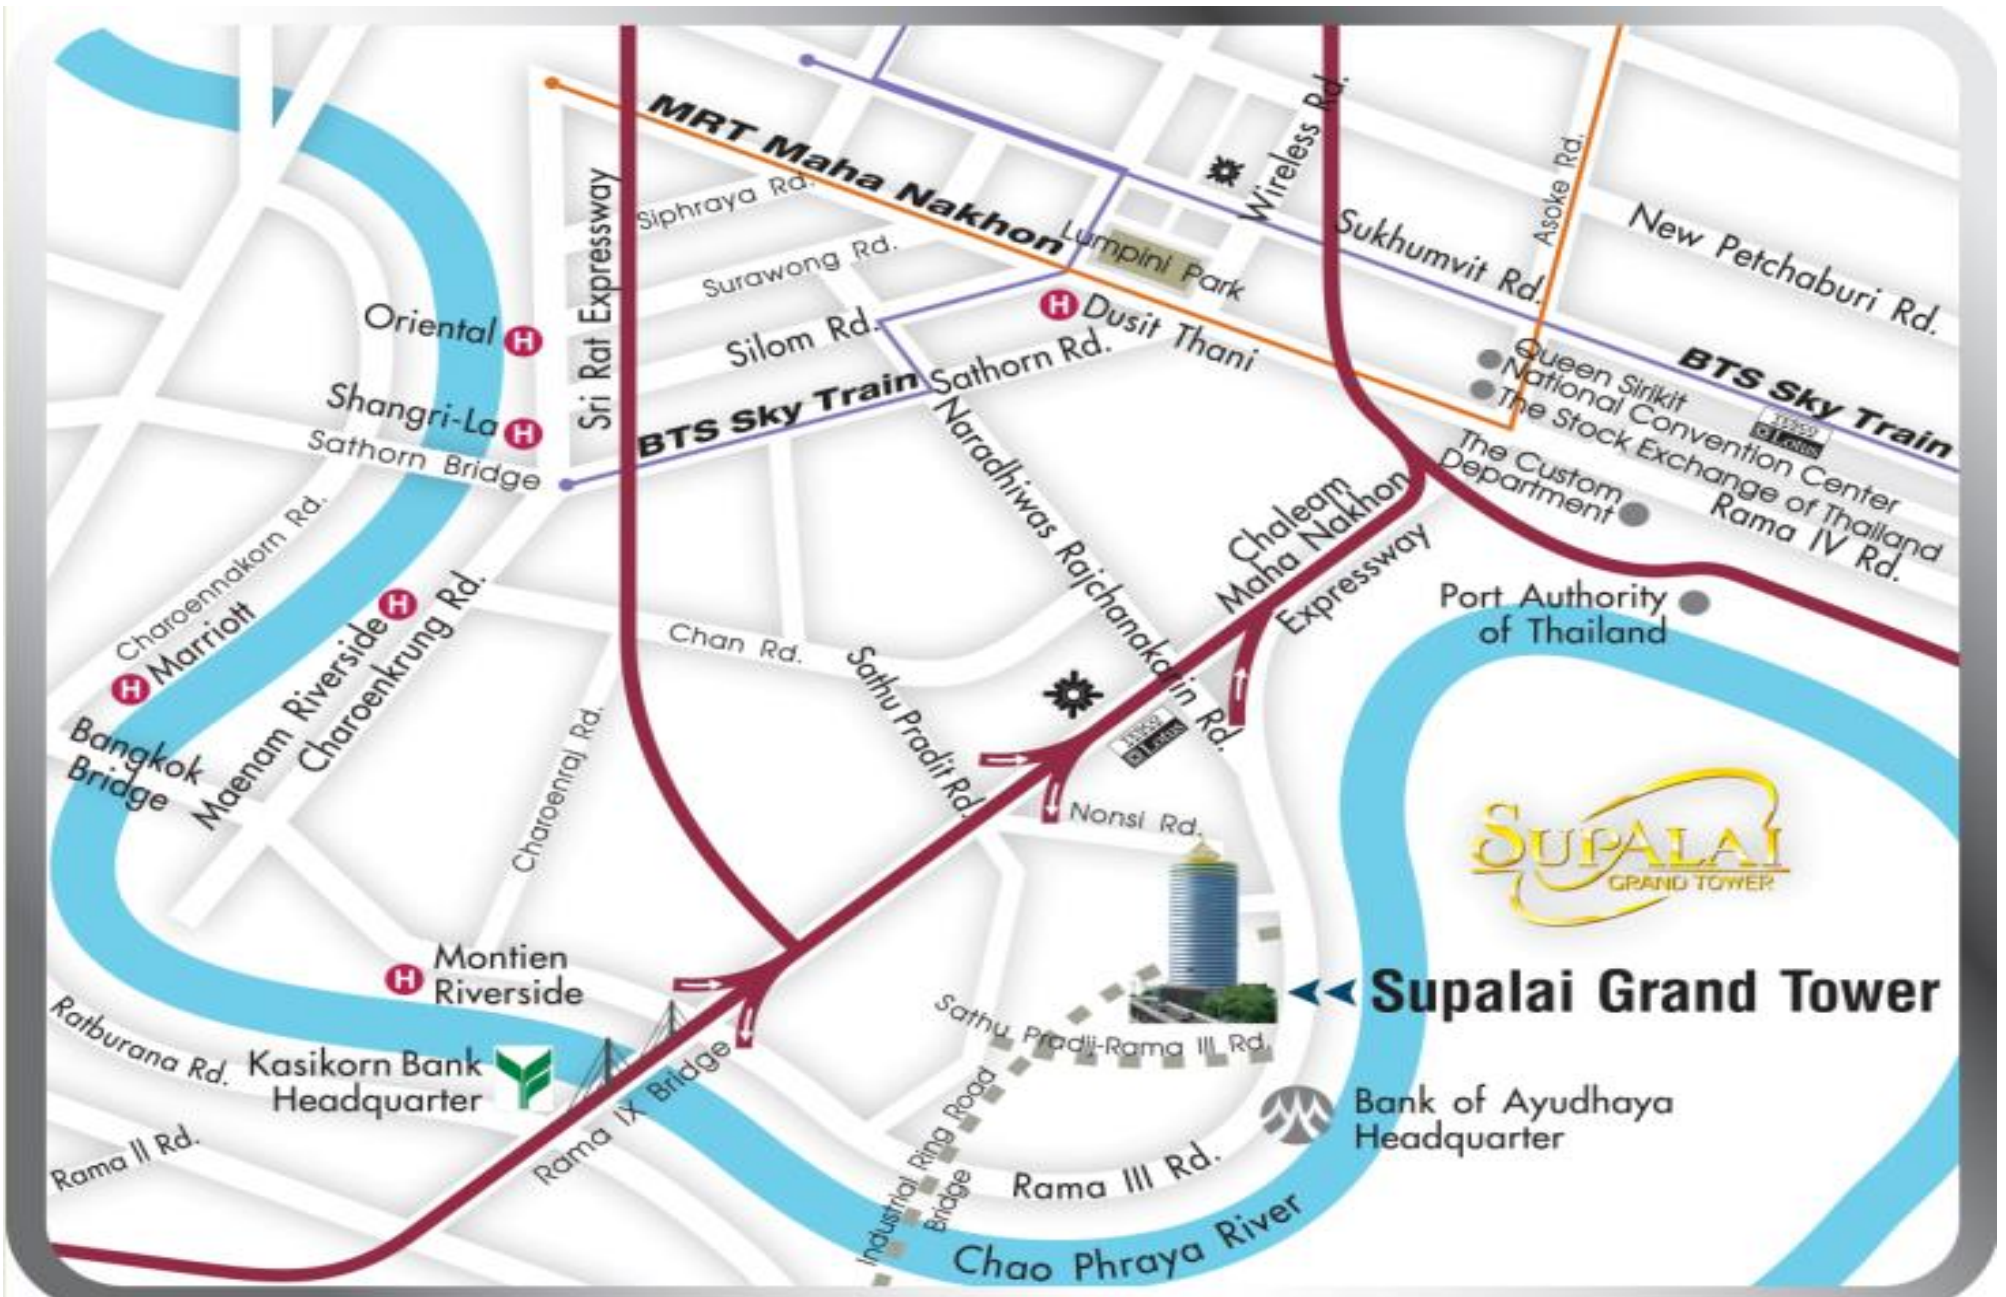 MRT Maha Nakhon
Wireless Rd.
Asoke Rd.
Sri Rat Expressway
Siphraya Rd.
Surawong Rd.
Silom Rd.
Lumpini Park
Sukhumvit Rd.
New Petchaburi Rd.
Oriental
H
H
Dusit Thani
BTS Sky Train
Sathorn Rd.
BTS Sky Train
Queen Sirikit
National Convention Center
The Stock Exchange of Thailand
Lotus
Shangri-La
H
Sathorn Bridge
Naradhiwas Rajchanakarin Rd.
The Custom
Department
Rama IV Rd.
Chaleam
Maha Nakhon
Expressway
Charoennakorn Rd.
H
Marriott
H
Maenam Riverside
Charoenkrung Rd.
Chan Rd.
Sathu Pradit Rd.
Port Authority
of Thailand
Bangkok
Bridge
Charoenraj Rd.
Lotus
Nonsi Rd.
SUPALAI
GRAND TOWER
H
Montien
Riverside
Supalai Grand Tower
Sathu Pradij-Rama III Rd.
Ratburana Rd.
Kasikorn Bank
Headquarter
Rama IX Bridge
Industrial Ring Road
Bridge
Bank of Ayudhaya
Headquarter
Rama II Rd.
Rama III Rd.
Chao Phraya River